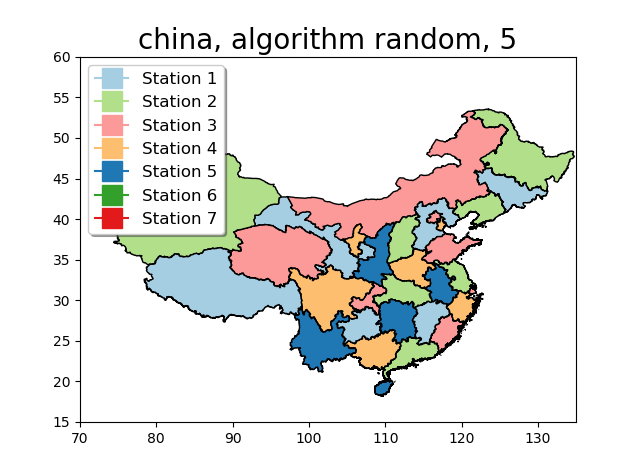 china, algorithm random, 5
60
55
50
45
40
35
30
25
20
15
Station 1
Station 2
Station 3
Station 4
Station 5
Station 6
Station 7
70 80 90 100 110 120 130